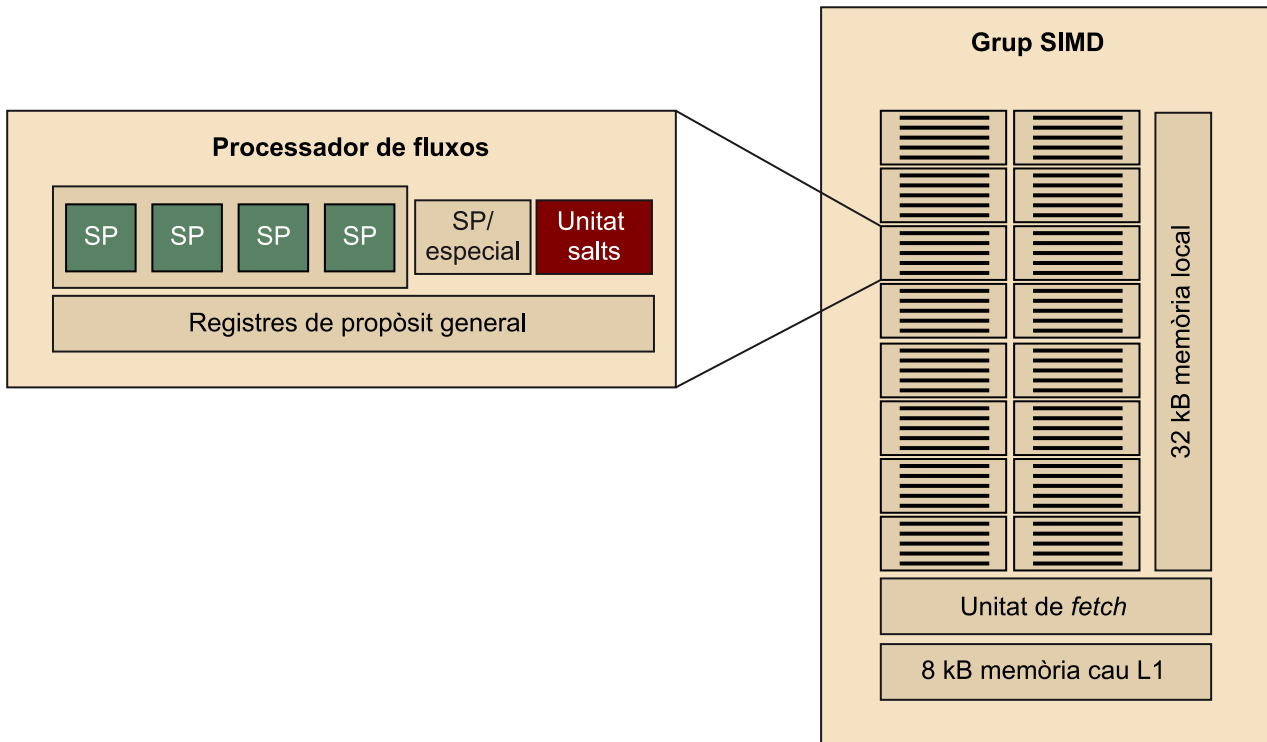 Grup SIMD
Processador de fluxos
SP
SP
SP
SP
SP/
especial
Unitat
salts
Registres de propòsit general
32 kB memòria local
Unitat de fetch
8 kB memòria cau L1